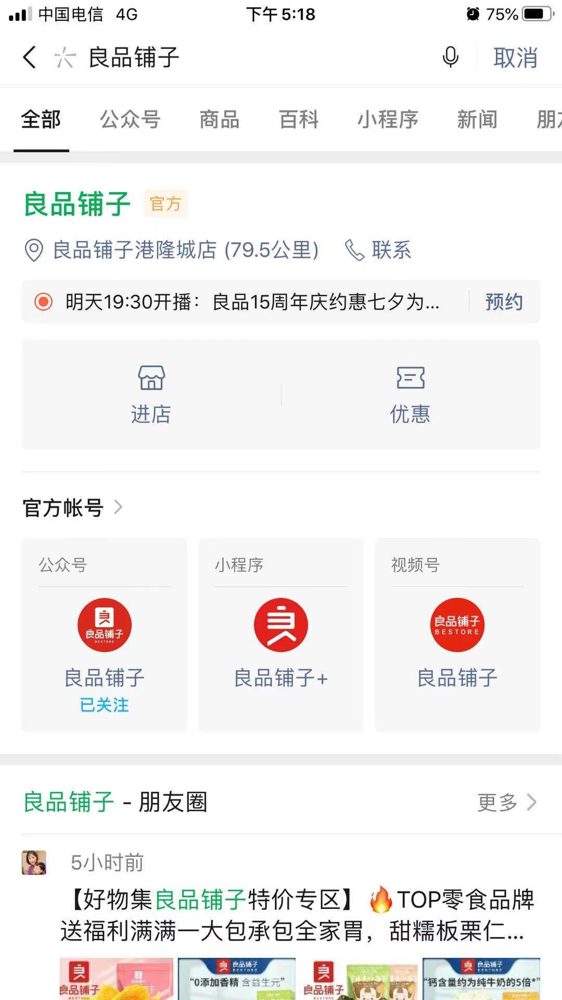 中国电信 4G 下午5:18 75%
良品铺子 取消
全部 公众号 商品 百科 小程序 新闻
良品铺子 官方
良品铺子港隆城店 (79.5公里) 联系
明天19:30开播：良品15周年庆约惠七夕为... 预约
进店 优惠
官方帐号
公众号 小程序 视频号
良品铺子 BESTORE
良
良品铺子 BESTORE
良品铺子 良品铺子+ 良品铺子
已关注
良品铺子 - 朋友圈 更多
5小时前
【好物集良品铺子特价专区】🔥TOP零食品牌
送福利满满一大包承包全家胃，甜糯板栗仁...
良品铺子
良品铺子
“0添加香精 含益生元”
良品铺子
良品铺子
“钙含量约为纯牛奶的5倍*”